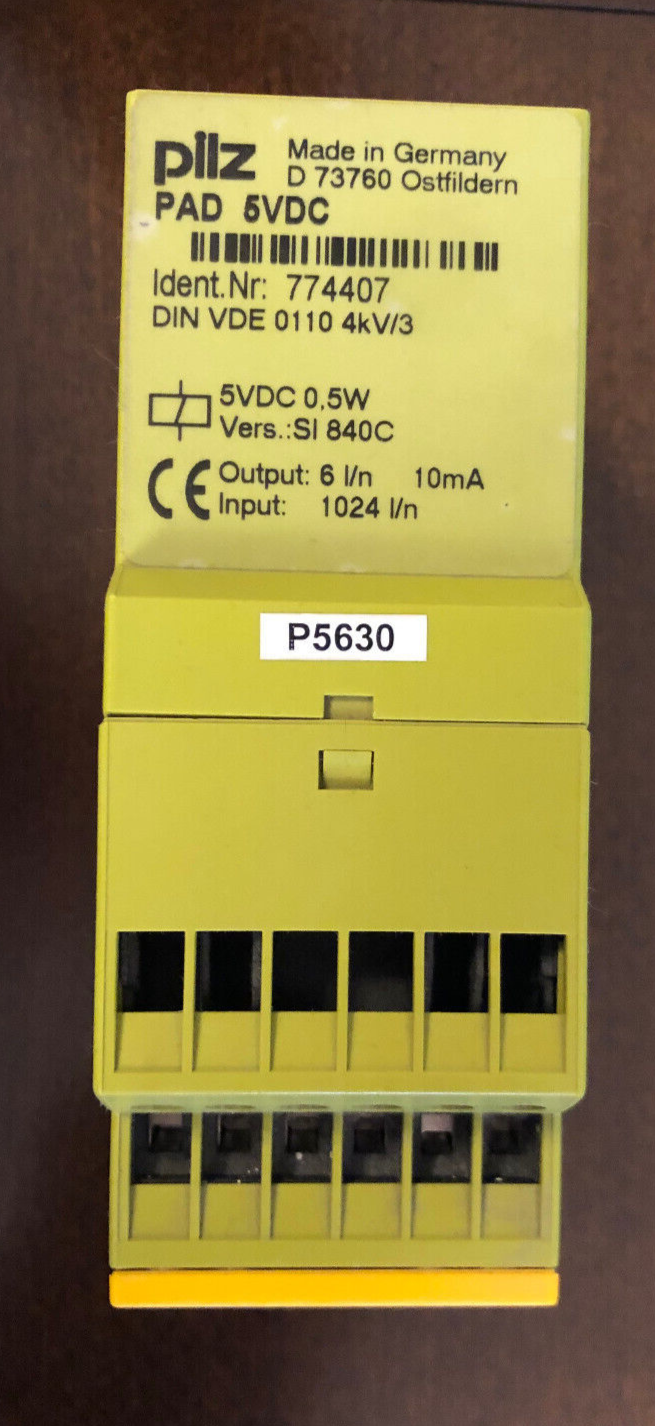 pilz Made in Germany
D 73760 Ostfildern
PAD 5VDC
Ident.Nr: 774407
DIN VDE 0110 4kV/3
5VDC 0,5W
Vers.:SI 840C
CE Output: 6 I/n 10mA
Input: 1024 I/n
P5630